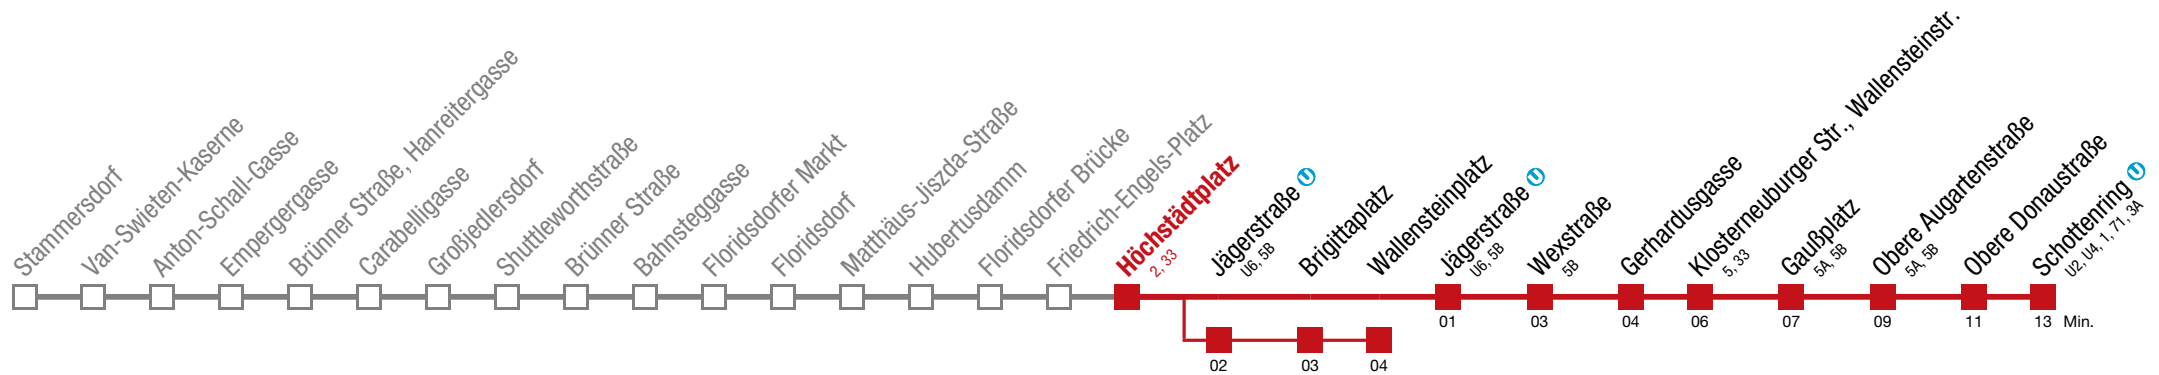 Stammersdorf
Van-Swieten-Kaserne
Anton-Schall-Gasse
Empergergasse
Brünner Straße, Hanreitergasse
Carabelligasse
Großjedlersdorf
Shuttleworthstraße
Brünner Straße
Bahnsteggasse
Floridsdorfer Markt
Floridsdorf
Matthäus-Jiszda-Straße
Hubertusdamm
Floridsdorfer Brücke
Friedrich-Engels-Platz
Höchstädtplatz
2, 33
Jägerstraße U
U6, 5B
Brigittaplatz
Wallensteinplatz
Jägerstraße U
U6, 5B
Wexstraße
5B
Gerhardusgasse
Klosterneuburger Str., Wallensteinstr.
5, 33
Gaußplatz
5A, 5B
Obere Augartenstraße
5A, 5B
Obere Donaustraße
Schottenring U
U2, U4, 1, 71, 3A
01 03 04 06 07 09 11 13 Min.
02 03 04